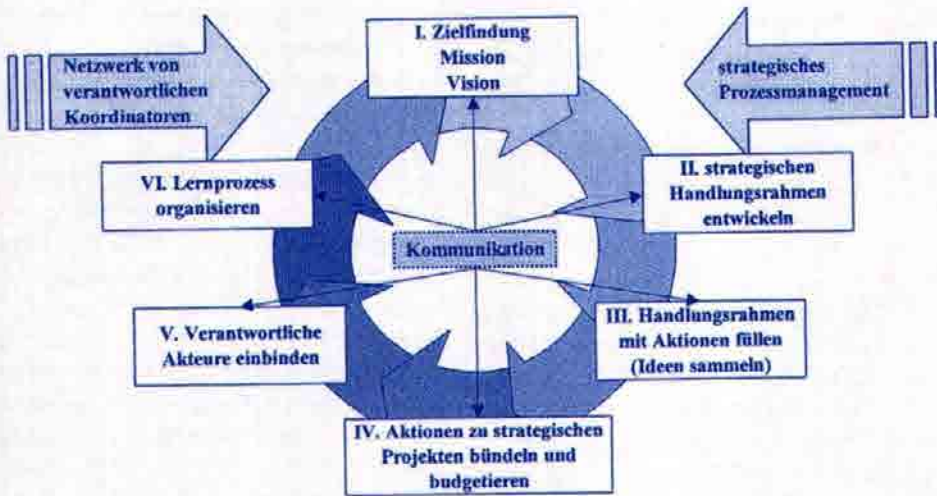 I. Zielfindung
Mission
Vision
Netzwerk von
verantwortlichen
Koordinatoren
strategisches
Prozessmanagement
VI. Lernprozess
organisieren
II. strategischen
Handlungsrahmen
entwickeln
Kommunikation
V. Verantwortliche
Akteure einbinden
III. Handlungsrahmen
mit Aktionen füllen
(Ideen sammeln)
IV. Aktionen zu strategischen
Projekten bündeln und
budgetieren